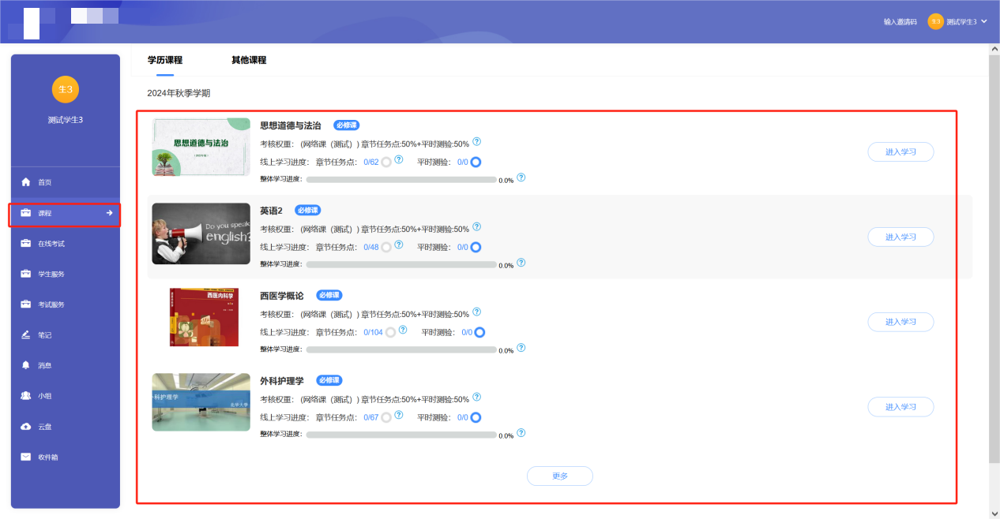 输入邀请码 生3 测试学生3
生3
测试学生3
首页
课程
在线考试
学生服务
考试服务
笔记
消息
小组
云盘
收件箱
学历课程 其他课程
2024年秋季学期
思想道德与法治
思想道德与法治 必修课
考核权重： (网络课（测试）) 章节任务点:50%+平时测验:50% ?
线上学习进度： 章节任务点： 0/62 ? 平时测验： 0/0
整体学习进度： 0.0% ?
进入学习
Do you speak
english?
英语2 必修课
考核权重： (网络课（测试）) 章节任务点:50%+平时测验:50% ?
线上学习进度： 章节任务点： 0/48 ? 平时测验： 0/0
整体学习进度： 0.0% ?
进入学习
西医内科学
西医学概论 必修课
考核权重： (网络课（测试）) 章节任务点:50%+平时测验:50% ?
线上学习进度： 章节任务点： 0/104 ? 平时测验： 0/0
整体学习进度： 0.0% ?
进入学习
科护理学
北华大学
外科护理学 必修课
考核权重： (网络课（测试）) 章节任务点:50%+平时测验:50% ?
线上学习进度： 章节任务点： 0/67 ? 平时测验： 0/0
整体学习进度： 0.0% ?
进入学习
更多